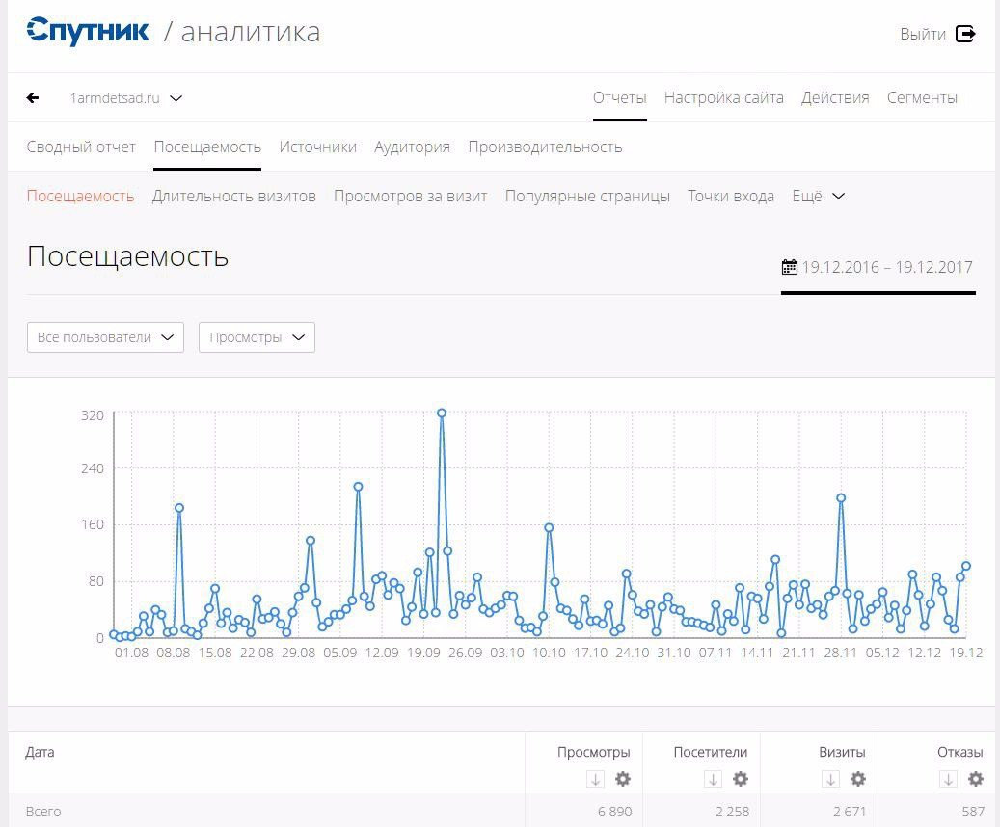 Спутник / аналитика
Выйти
1armdetsad.ru
Отчеты Настройка сайта Действия Сегменты
Сводный отчет Посещаемость Источники Аудитория Производительность
Посещаемость Длительность визитов Просмотров за визит Популярные страницы Точки входа Ещё
Посещаемость
19.12.2016 – 19.12.2017
Все пользователи Просмотры
320
240
160
80
0
01.08 08.08 15.08 22.08 29.08 05.09 12.09 19.09 26.09 03.10 10.10 17.10 24.10 31.10 07.11 14.11 21.11 28.11 05.12 12.12 19.12
Дата Просмотры Посетители Визиты Отказы
Всего 6 890 2 258 2 671 587